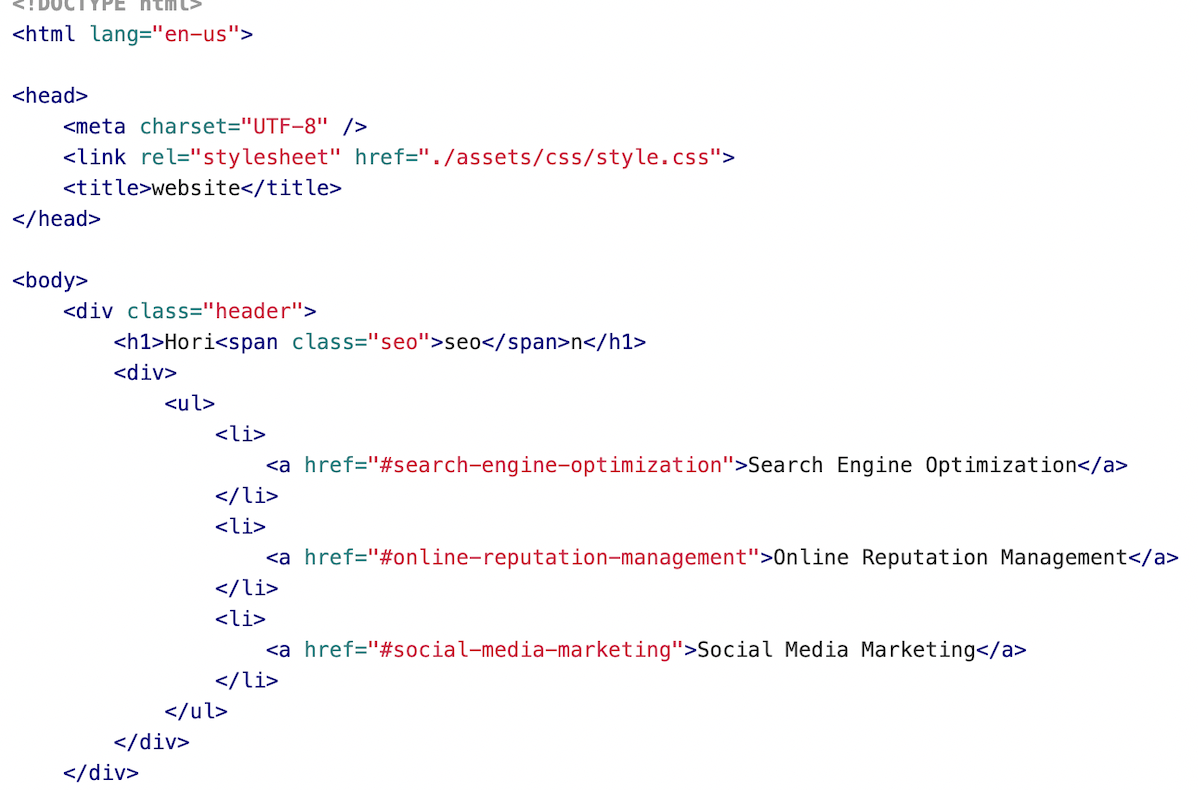 <!DOCTYPE html>
<html lang="en-us">
<head>
<meta charset="UTF-8" />
<link rel="stylesheet" href="./assets/css/style.css">
<title>website</title>
</head>
<body>
<div class="header">
<h1>Hori<span class="seo">seo</span>n</h1>
<div>
<ul>
<li>
<a href="#search-engine-optimization">Search Engine Optimization</a>
</li>
<li>
<a href="#online-reputation-management">Online Reputation Management</a>
</li>
<li>
<a href="#social-media-marketing">Social Media Marketing</a>
</li>
</ul>
</div>
</div>